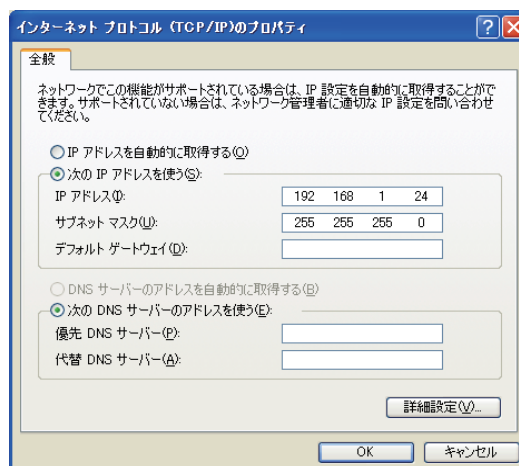 インターネット プロトコル (TCP/IP)のプロパティ
全般
ネットワークでこの機能がサポートされている場合は、IP 設定を自動的に取得することがで
きます。サポートされていない場合は、ネットワーク管理者に適切な IP 設定を問い合わせ
てください。
IP アドレスを自動的に取得する(O)
次の IP アドレスを使う(S):
IP アドレス(I): 192 168 1 24
サブネット マスク(U): 255 255 255 0
デフォルト ゲートウェイ(D):
DNS サーバーのアドレスを自動的に取得する(B)
次の DNS サーバーのアドレスを使う(E):
優先 DNS サーバー(P):
代替 DNS サーバー(A):
詳細設定(V)...
OK キャンセル